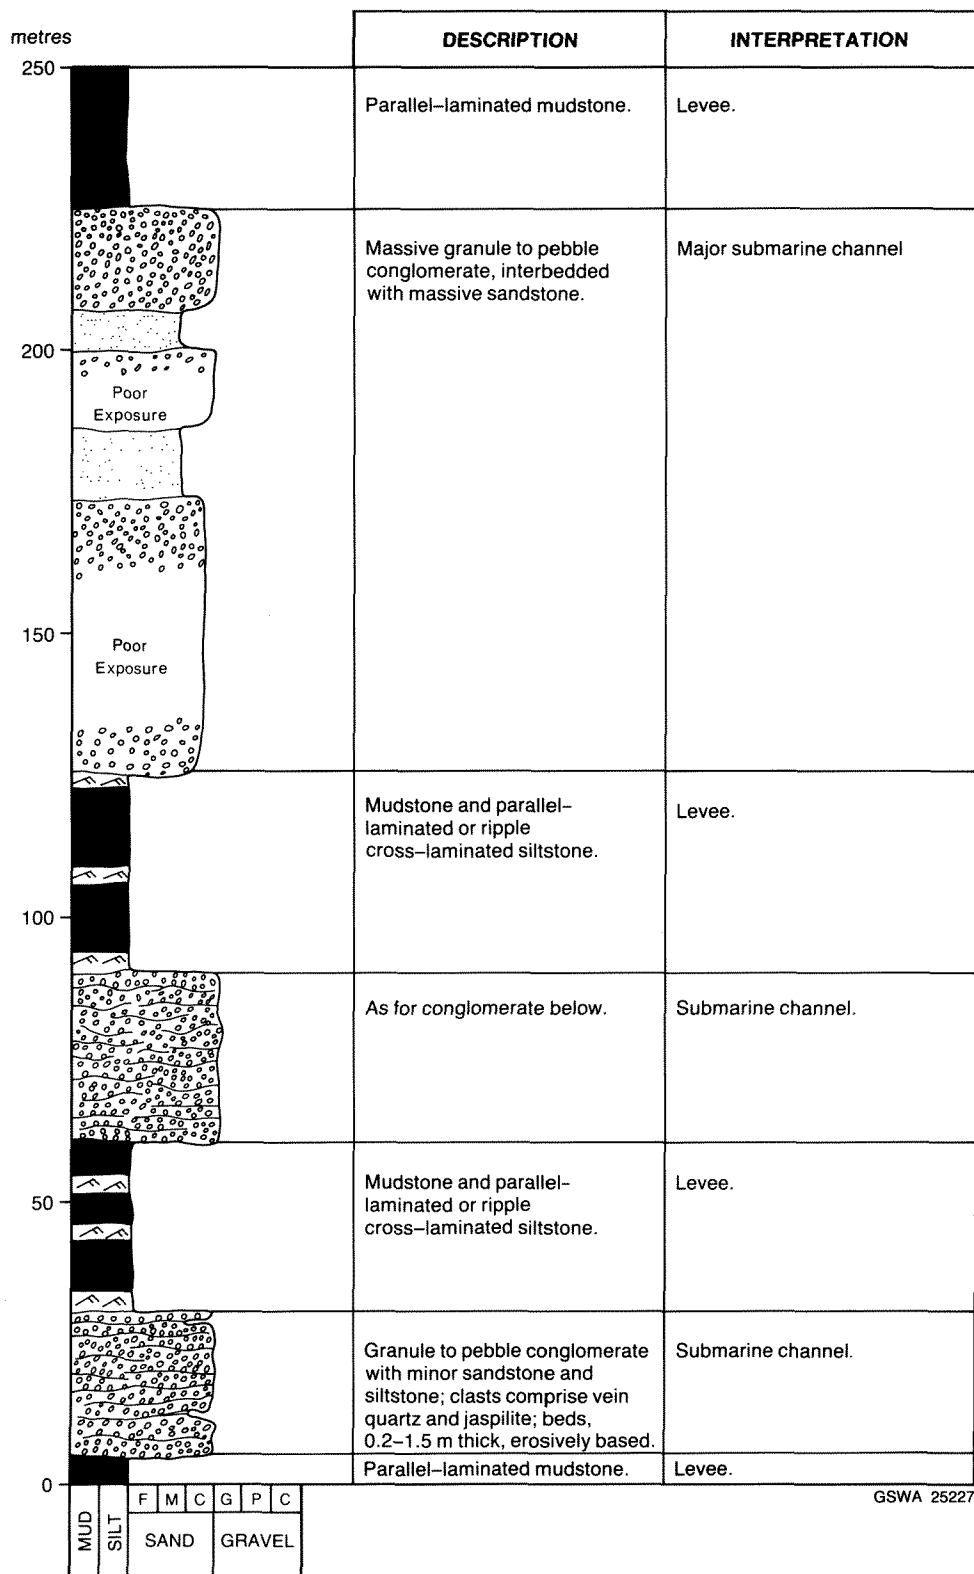 metres
DESCRIPTION
INTERPRETATION
250
Parallel–laminated mudstone.
Levee.
Massive granule to pebble
conglomerate, interbedded
with massive sandstone.
Major submarine channel
200
Poor
Exposure
150
Poor
Exposure
Mudstone and parallel–
laminated or ripple
cross–laminated siltstone.
Levee.
100
As for conglomerate below.
Submarine channel.
50
Mudstone and parallel–
laminated or ripple
cross–laminated siltstone.
Levee.
Granule to pebble conglomerate
with minor sandstone and
siltstone; clasts comprise vein
quartz and jaspilite; beds,
0.2–1.5 m thick, erosively based.
Submarine channel.
Parallel–laminated mudstone.
Levee.
0
GSWA 25227
F M C G P C
MUD
SILT
SAND
GRAVEL